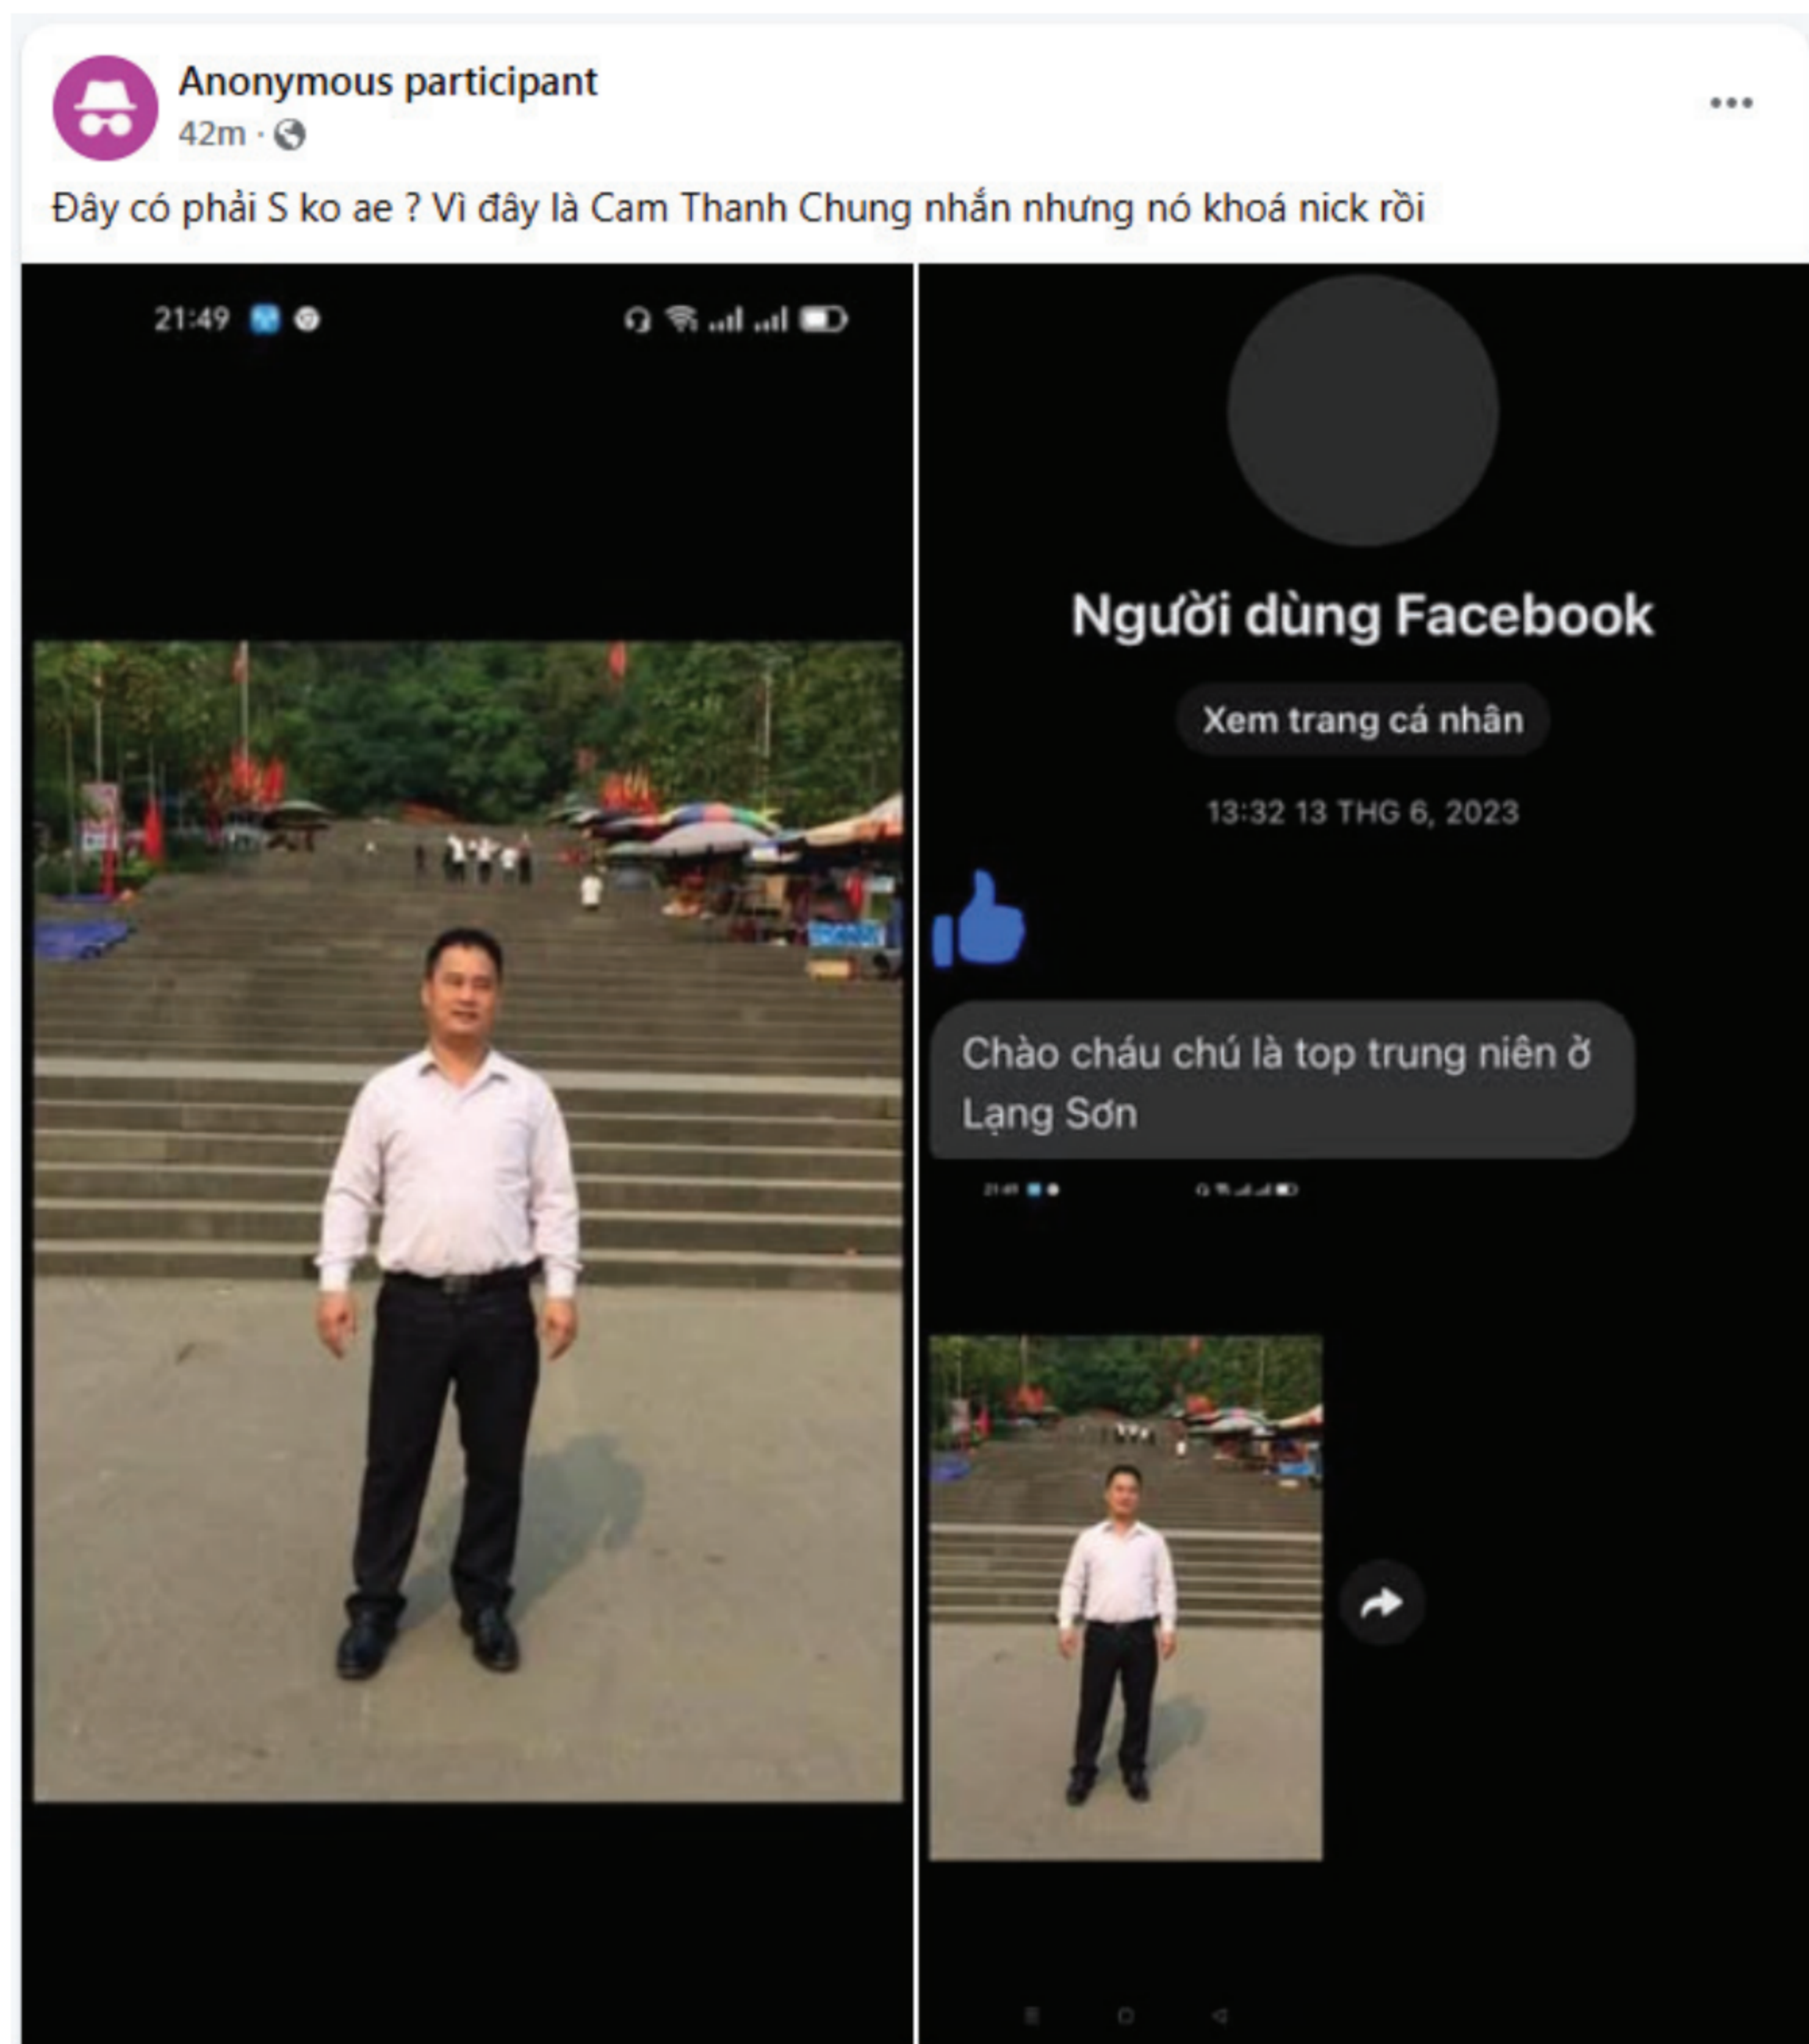 Anonymous participant
42m ·
Đây có phải S ko ae ? Vì đây là Cam Thanh Chung nhắn nhưng nó khoá nick rồi
21:49
Người dùng Facebook
Xem trang cá nhân
13:32 13 THG 6, 2023
Chào cháu chú là top trung niên ở
Lạng Sơn
21:49